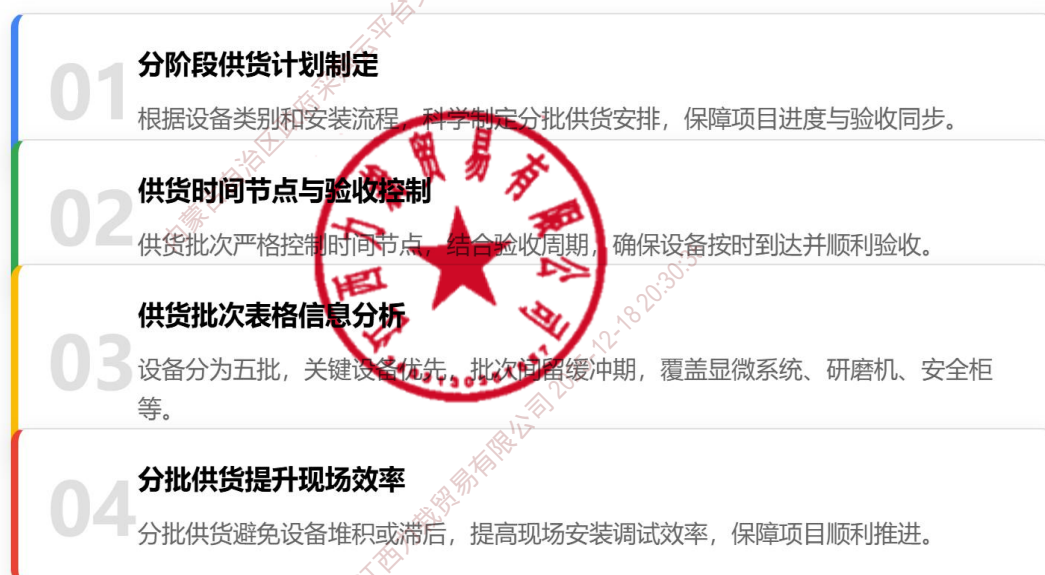 01
分阶段供货计划制定
根据设备类别和安装流程，科学制定分批供货安排，保障项目进度与验收同步。
02
供货时间节点与验收控制
供货批次严格控制时间节点，结合验收周期，确保设备按时到达并顺利验收。
03
供货批次表格信息分析
设备分为五批，关键设备优先，批次间留缓冲期，覆盖显微系统、研磨机、安全柜
等。
04
分批供货提升现场效率
分批供货避免设备堆积或滞后，提高现场安装调试效率，保障项目顺利推进。